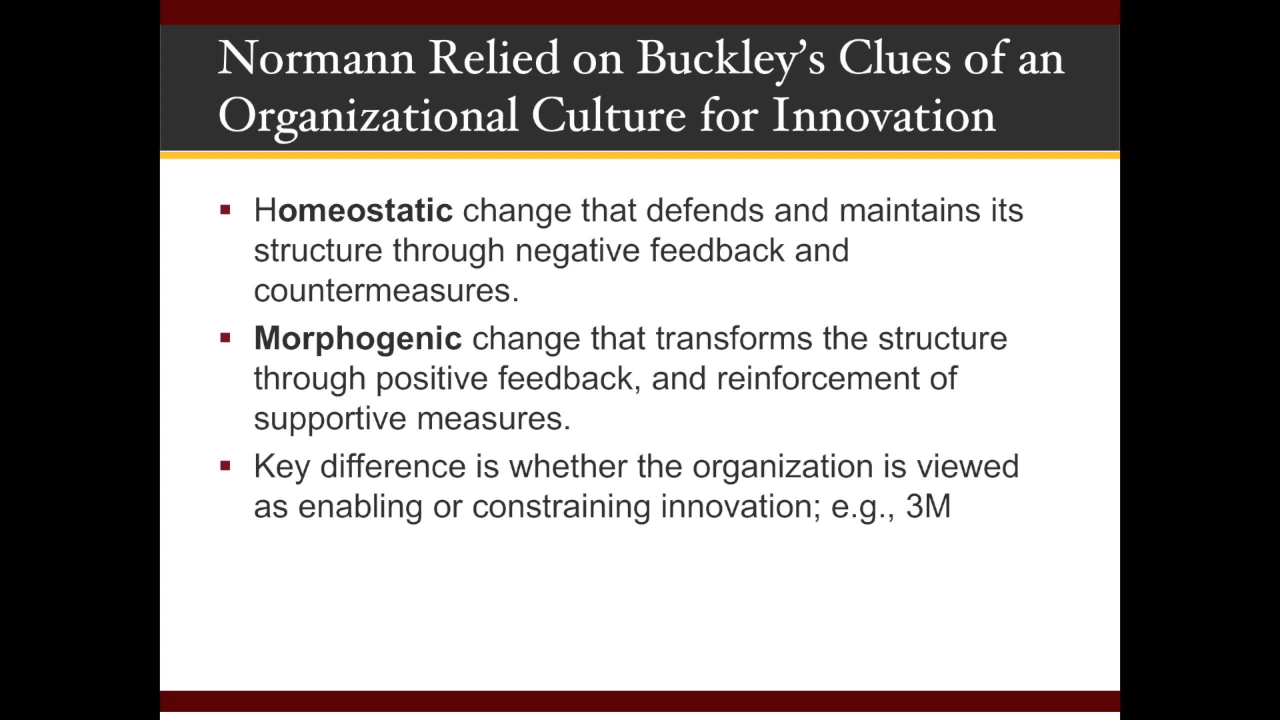 Normann Relied on Buckley’s Clues of an
Organizational Culture for Innovation
▪ Homeostatic change that defends and maintains its
structure through negative feedback and
countermeasures.
▪ Morphogenic change that transforms the structure
through positive feedback, and reinforcement of
supportive measures.
▪ Key difference is whether the organization is viewed
as enabling or constraining innovation; e.g., 3M